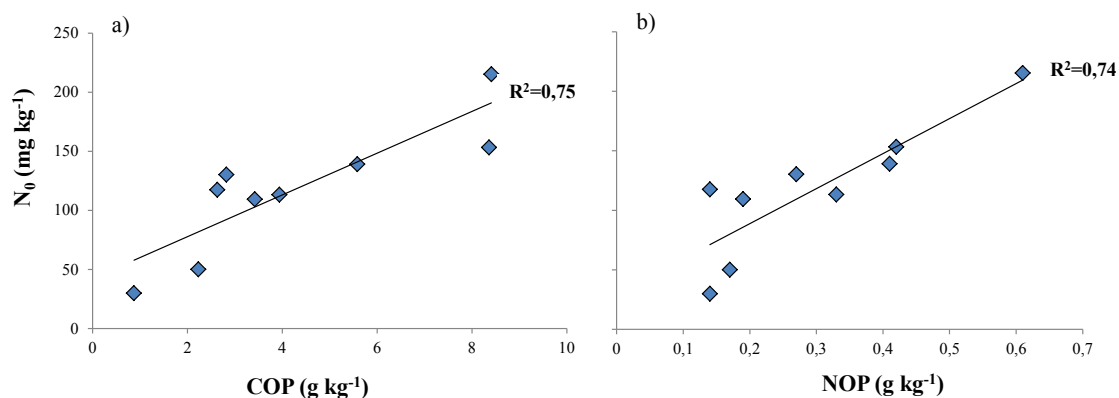 a)
250
200
150
100
50
0
N₀ (mg kg⁻¹)
R²=0,75
0 2 4 6 8 10
COP (g kg⁻¹)
b)
R²=0,74
0 0,1 0,2 0,3 0,4 0,5 0,6 0,7
NOP (g kg⁻¹)